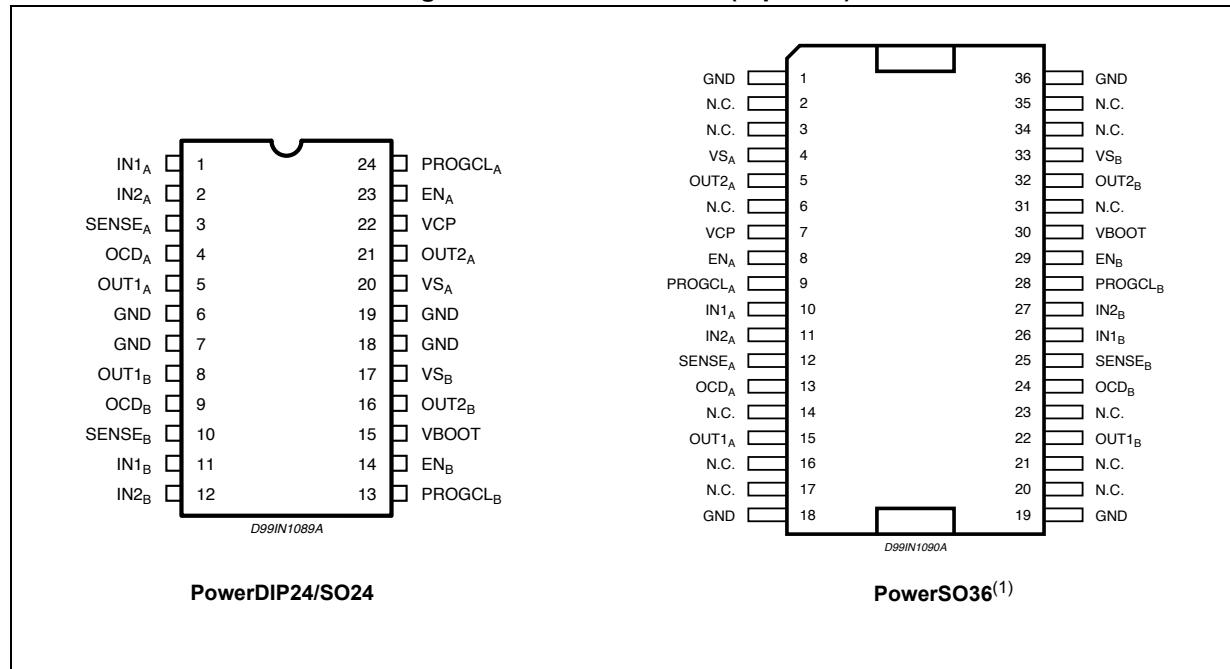 IN1A 1 24 PROGCLA
IN2A 2 23 ENA
SENSEA 3 22 VCP
OCDA 4 21 OUT2A
OUT1A 5 20 VSA
GND 6 19 GND
GND 7 18 GND
OUT1B 8 17 VSB
OCDB 9 16 OUT2B
SENSEB 10 15 VBOOT
IN1B 11 14 ENB
IN2B 12 13 PROGCLB
D99IN1089A
PowerDIP24/SO24
GND 1 36 GND
N.C. 2 35 N.C.
N.C. 3 34 N.C.
VSA 4 33 VSB
OUT2A 5 32 OUT2B
N.C. 6 31 N.C.
VCP 7 30 VBOOT
ENA 8 29 ENB
PROGCLA 9 28 PROGCLB
IN1A 10 27 IN2B
IN2A 11 26 IN1B
SENSEA 12 25 SENSEB
OCDA 13 24 OCDB
N.C. 14 23 N.C.
OUT1A 15 22 OUT1B
N.C. 16 21 N.C.
N.C. 17 20 N.C.
GND 18 19 GND
D99IN1090A
PowerSO36(1)